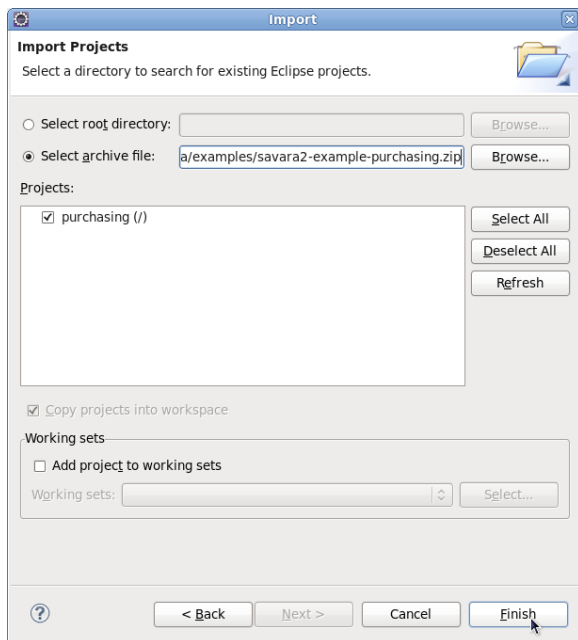 Import
Import Projects
Select a directory to search for existing Eclipse projects.
Select root directory:
Browse...
Select archive file:
a/examples/savara2-example-purchasing.zip
Browse...
Projects:
purchasing (/)
Select All
Deselect All
Refresh
Copy projects into workspace
Working sets
Add project to working sets
Working sets:
Select...
?
< Back
Next >
Cancel
Finish